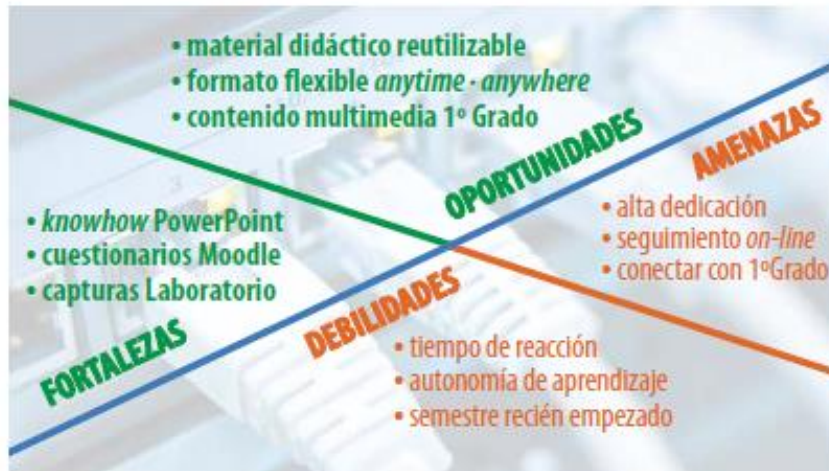 • material didáctico reutilizable
• formato flexible anytime · anywhere
• contenido multimedia 1º Grado
OPORTUNIDADES
AMENAZAS
• alta dedicación
• seguimiento on-line
• conectar con 1ºGrado
• knowhow PowerPoint
• cuestionarios Moodle
• capturas Laboratorio
FORTALEZAS
DEBILIDADES
• tiempo de reacción
• autonomía de aprendizaje
• semestre recién empezado